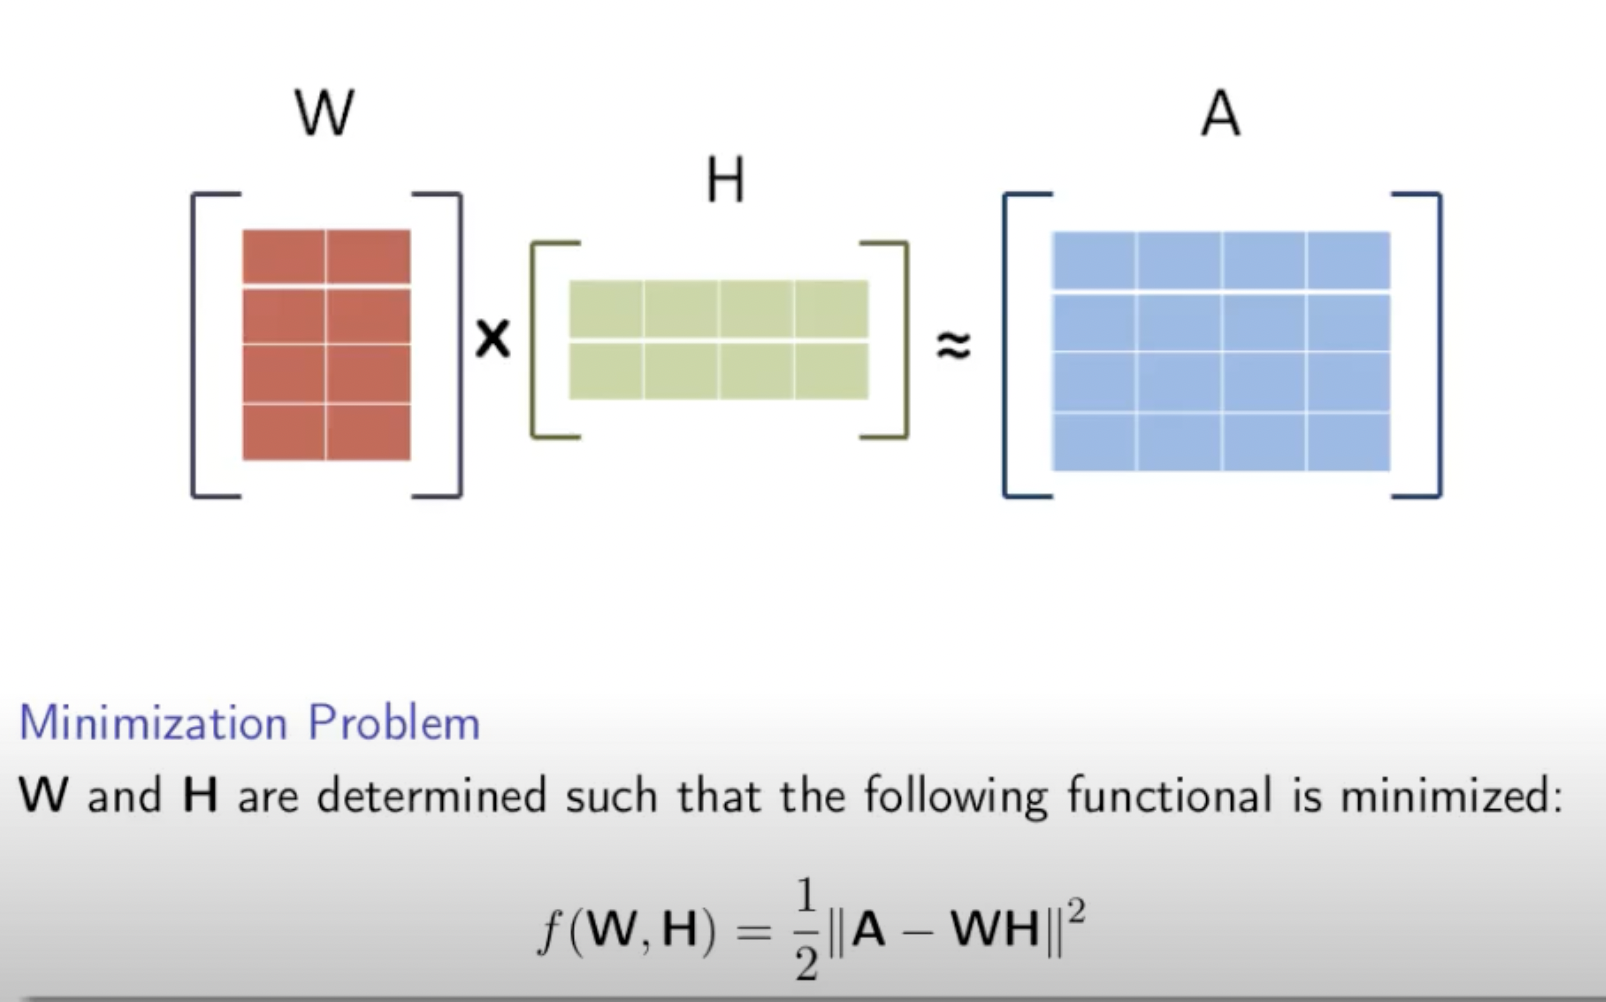 W
H
A
x
≈
Minimization Problem
W and H are determined such that the following functional is minimized:
f(W, H) = 1/2 ‖A − WH‖²